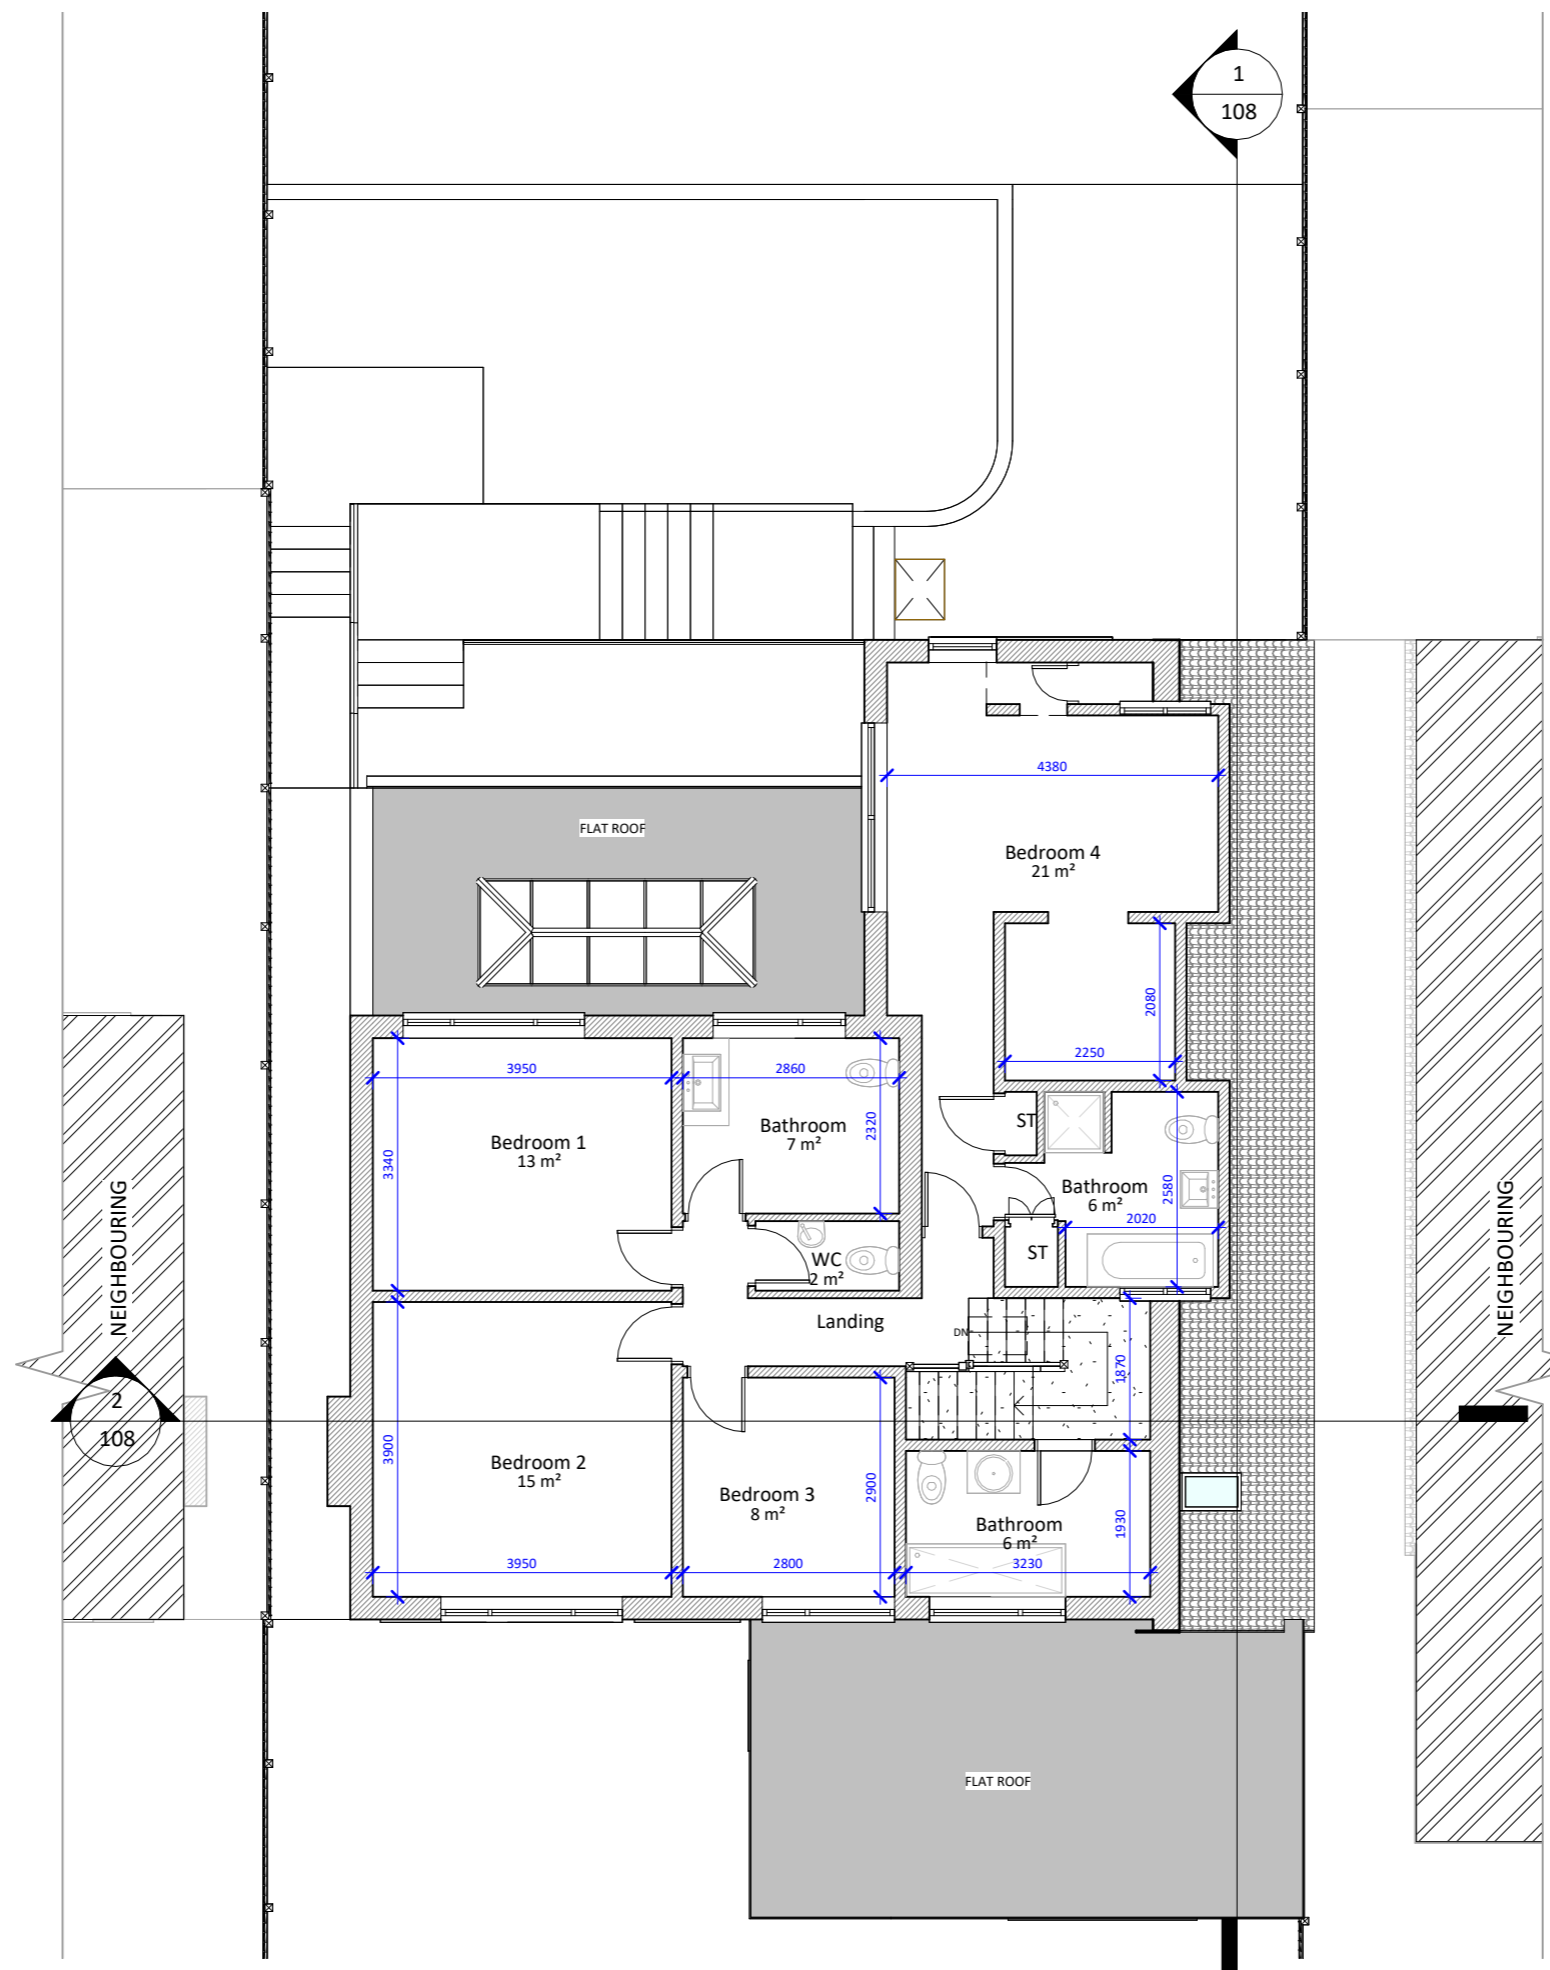 1
108
FLAT ROOF
4380
Bedroom 4
21 m²
2080
2250
3950
2860
Bedroom 1
13 m²
3340
Bathroom
7 m²
2320
ST
Bathroom
6 m²
2580
2020
WC
2 m²
ST
Landing
DN
1870
NEIGHBOURING
NEIGHBOURING
2
108
Bedroom 2
15 m²
3900
3950
Bedroom 3
8 m²
2900
2800
Bathroom
6 m²
1930
3230
FLAT ROOF